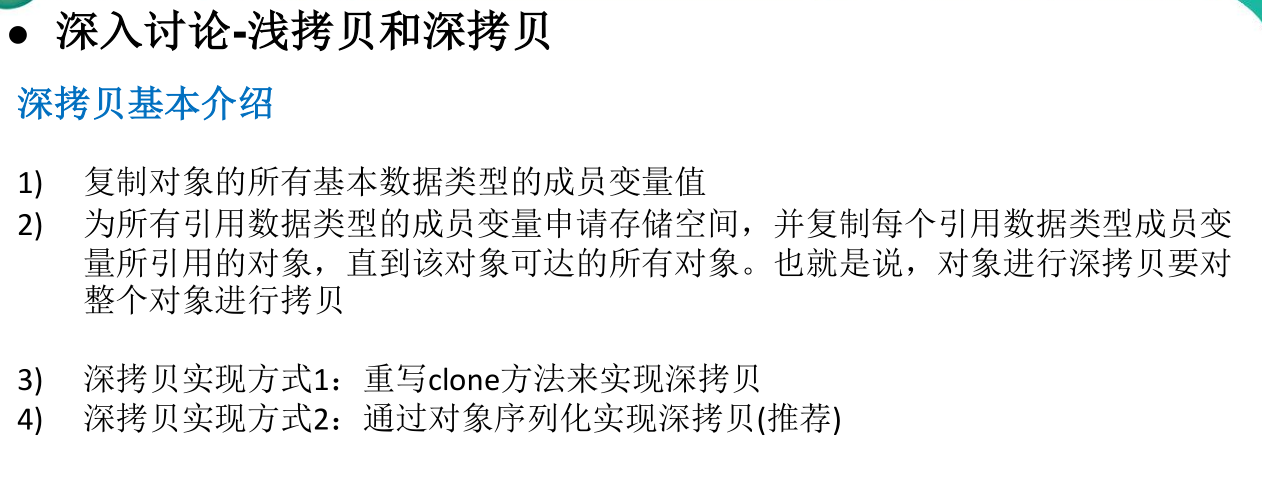 ● 深入讨论-浅拷贝和深拷贝
深拷贝基本介绍
1) 复制对象的所有基本数据类型的成员变量值
2) 为所有引用数据类型的成员变量申请存储空间，并复制每个引用数据类型成员变
量所引用的对象，直到该对象可达的所有对象。也就是说，对象进行深拷贝要对
整个对象进行拷贝
3) 深拷贝实现方式1：重写clone方法来实现深拷贝
4) 深拷贝实现方式2：通过对象序列化实现深拷贝(推荐)